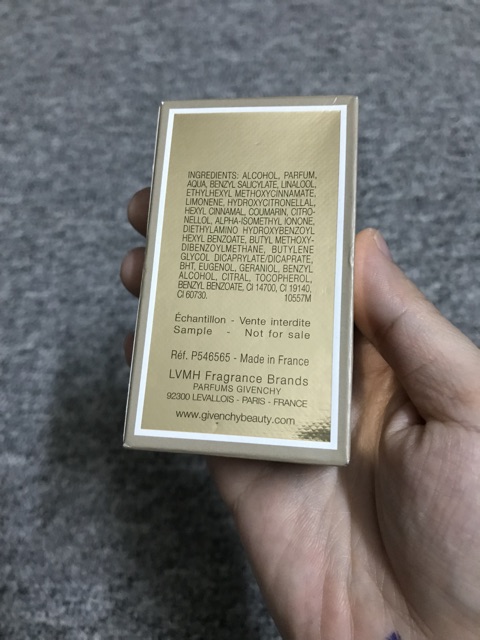 INGREDIENTS: ALCOHOL, PARFUM,
AQUA, BENZYL SALICYLATE, LINALOOL,
ETHYLHEXYL METHOXYCINNAMATE,
LIMONENE, HYDROXYCITRONELLAL,
HEXYL CINNAMAL, COUMARIN, CITRO-
NELLOL, ALPHA-ISOMETHYL IONONE,
DIETHYLAMINO HYDROXYBENZOYL
HEXYL BENZOATE, BUTYL METHOXY-
DIBENZOYLMETHANE, BUTYLENE
GLYCOL DICAPRYLATE/DICAPRATE,
BHT, EUGENOL, GERANIOL, BENZYL
ALCOHOL, CITRAL, TOCOPHEROL,
BENZYL BENZOATE, CI 14700, CI 19140,
CI 60730. 10557M
Échantillon - Vente interdite
Sample - Not for sale
Réf. P546565 - Made in France
LVMH Fragrance Brands
PARFUMS GIVENCHY
92300 LEVALLOIS - PARIS - FRANCE
www.givenchybeauty.com